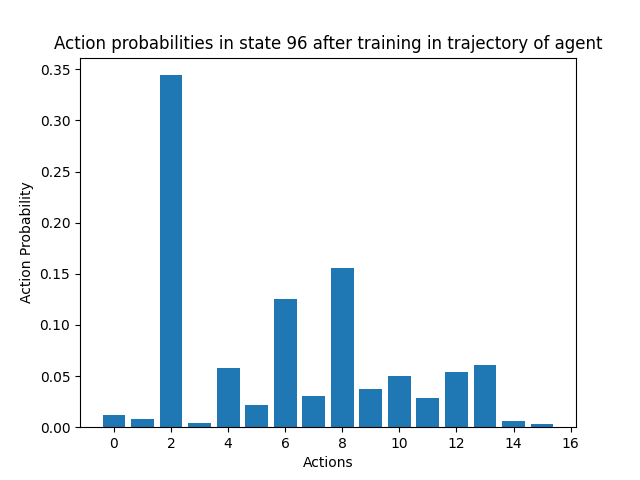 Action probabilities in state 96 after training in trajectory of agent
0.35
0.30
0.25
0.20
0.15
0.10
0.05
0.00
Action Probability
0 2 4 6 8 10 12 14 16
Actions